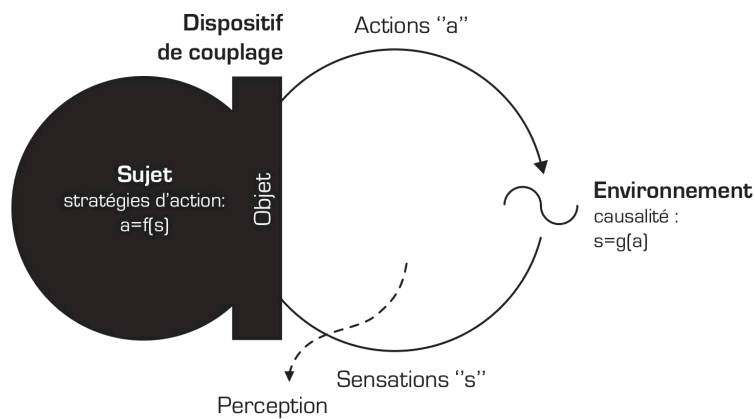 Dispositif
de couplage
Actions ‘’a’’
Sujet
stratégies d’action:
a=f(s)
Objet
Environnement
causalité :
s=g(a)
Sensations ‘’s’’
Perception